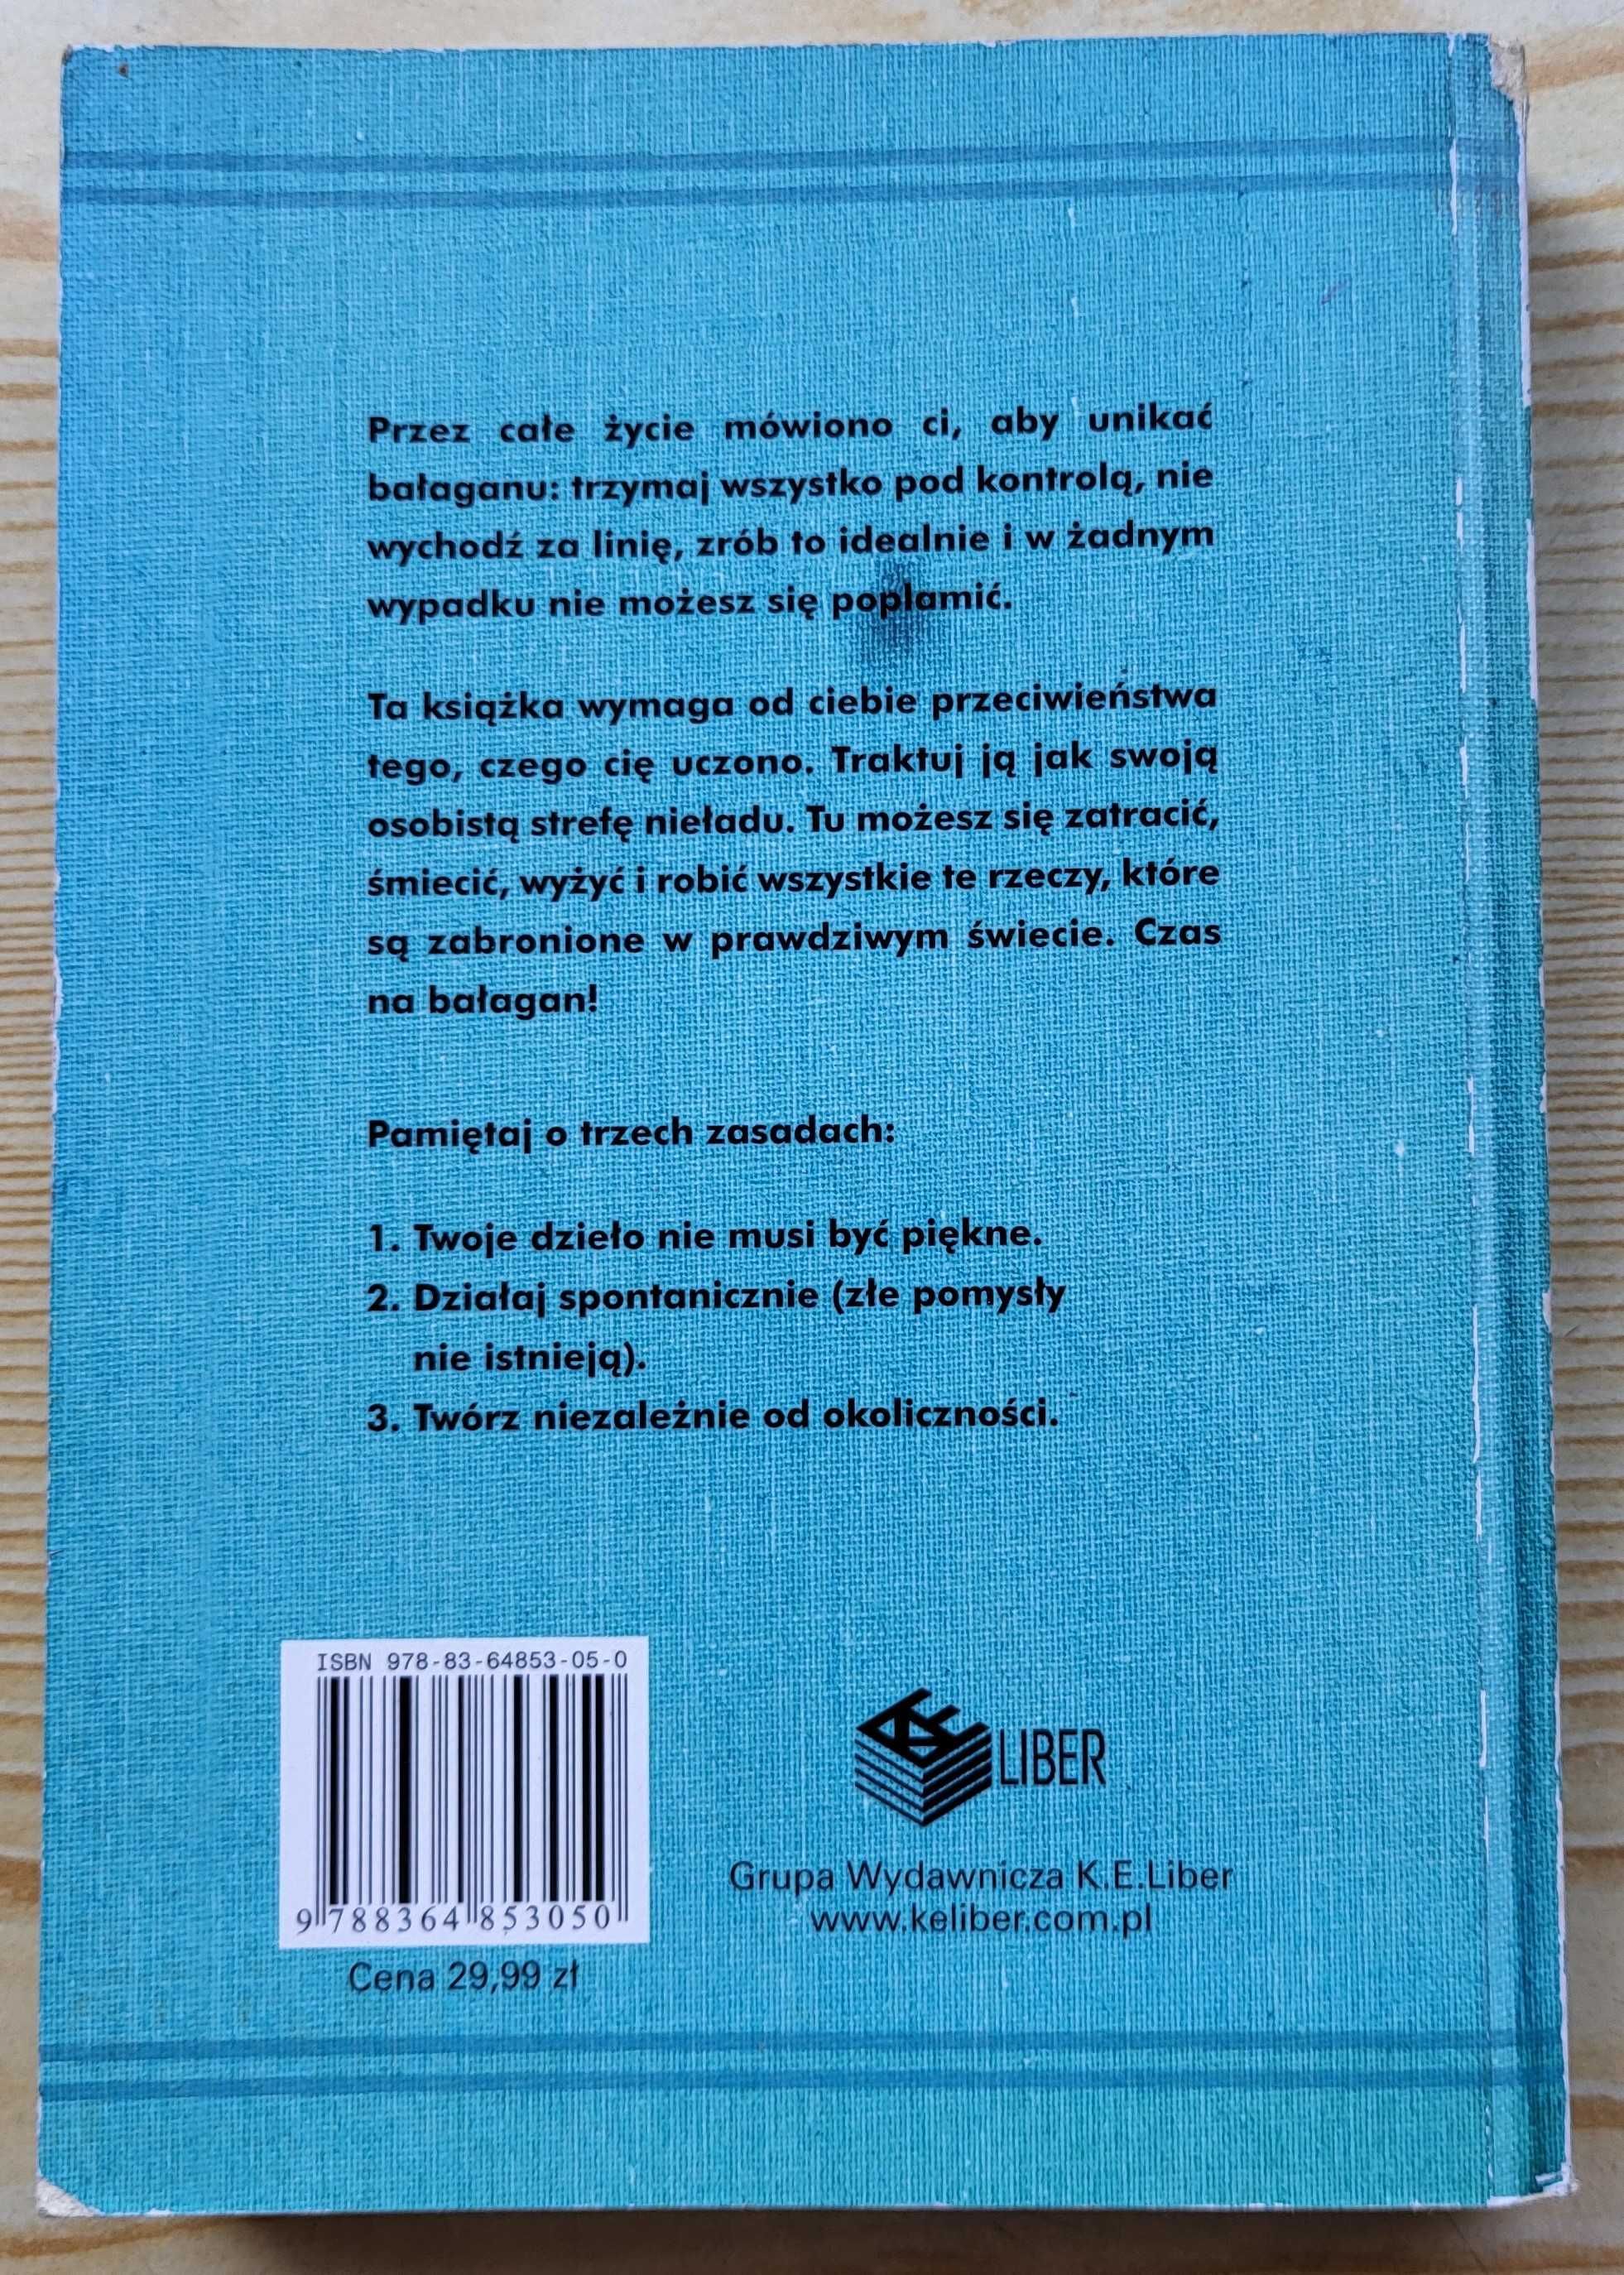 Przez całe życie mówiono ci, aby unikać
bałaganu: trzymaj wszystko pod kontrolą, nie
wychodź za linię, zrób to idealnie i w żadnym
wypadku nie możesz się poplamić.
Ta książka wymaga od ciebie przeciwieństwa
tego, czego cię uczono. Traktuj ją jak swoją
osobistą strefę nieładu. Tu możesz się zatracić,
śmiecić, wyżyć i robić wszystkie te rzeczy, które
są zabronione w prawdziwym świecie. Czas
na bałagan!
Pamiętaj o trzech zasadach:
1. Twoje dzieło nie musi być piękne.
2. Działaj spontanicznie (złe pomysły
nie istnieją).
3. Twórz niezależnie od okoliczności.
ISBN 978-83-64853-05-0
9 788364 853050
Cena 29,99 zł
KE LIBER
Grupa Wydawnicza K.E.Liber
www.keliber.com.pl